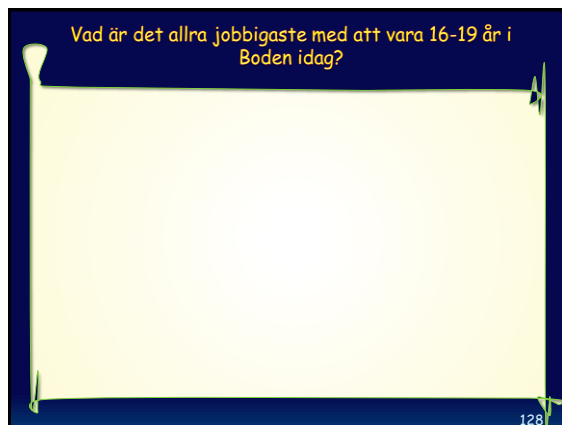 Vad är det allra jobbigaste med att vara 16-19 år i
Boden idag?
128